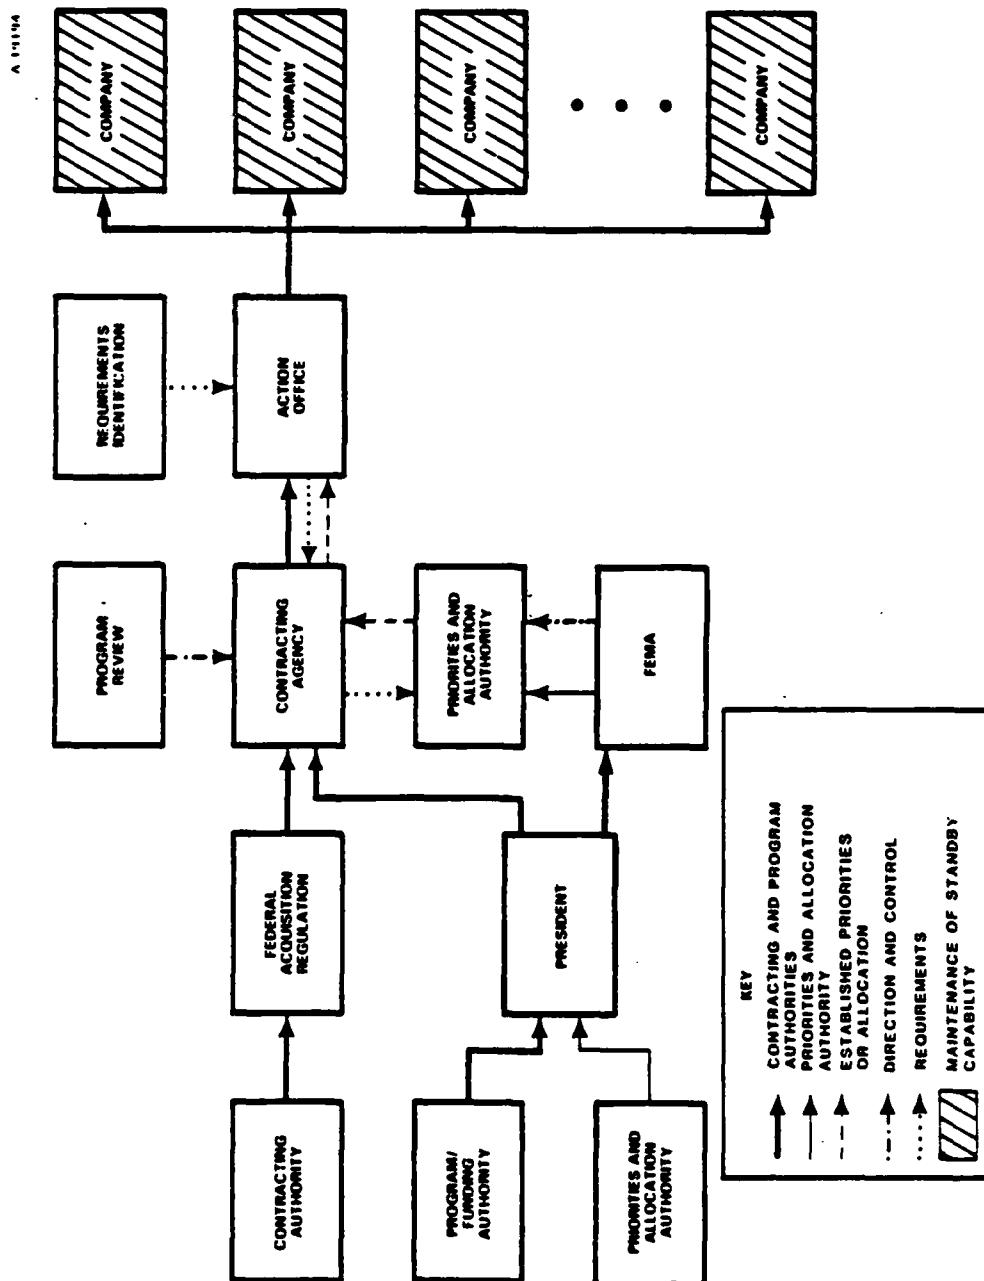 PROGRAM
REVIEW
REQUIREMENTS
IDENTIFICATION
COMPANY
CONTRACTING
AUTHORITY
FEDERAL
ACQUISITION
REGULATION
CONTRACTING
AGENCY
ACTION
OFFICE
COMPANY
PROGRAM/
FUNDING
AUTHORITY
PRIORITIES AND
ALLOCATION
AUTHORITY
COMPANY
PRIORITIES AND
ALLOCATION
AUTHORITY
PRESIDENT
FEMA
COMPANY
KEY
CONTRACTING AND PROGRAM
AUTHORITIES
PRIORITIES AND ALLOCATION
AUTHORITY
ESTABLISHED PRIORITIES
OR ALLOCATION
DIRECTION AND CONTROL
REQUIREMENTS
MAINTENANCE OF STANDBY
CAPABILITY